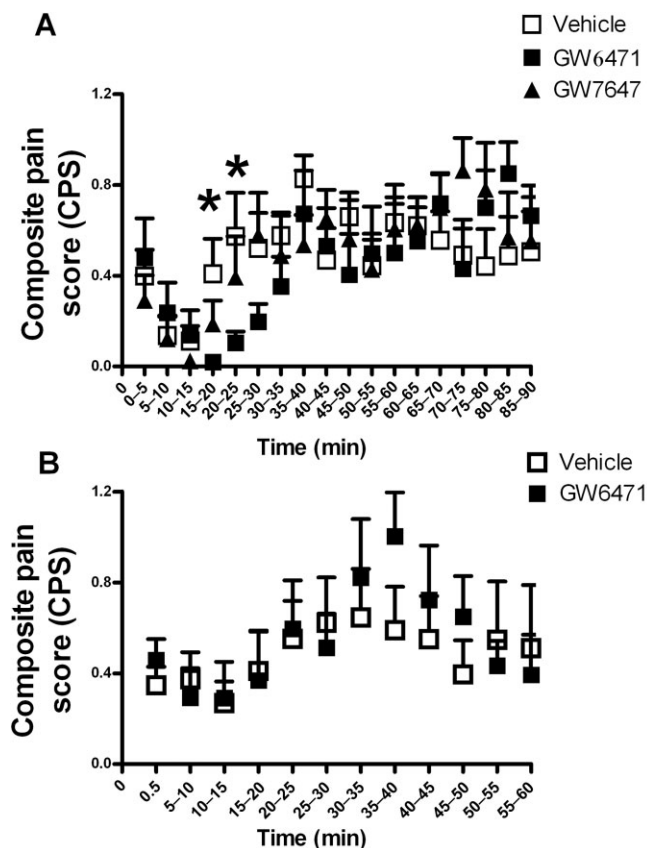 A
Vehicle
GW6471
GW7647
Composite pain
score (CPS)
1.2
0.8
0.4
0.0
* *
0 0–5 5–10 10–15 15–20 20–25 25–30 30–35 35–40 40–45 45–50 50–55 55–60 60–65 65–70 70–75 75–80 80–85 85–90
Time (min)
B
Vehicle
GW6471
Composite pain
score (CPS)
1.2
0.8
0.4
0.0
0 0.5 5–10 10–15 15–20 20–25 25–30 30–35 35–40 40–45 45–50 50–55 55–60
Time (min)